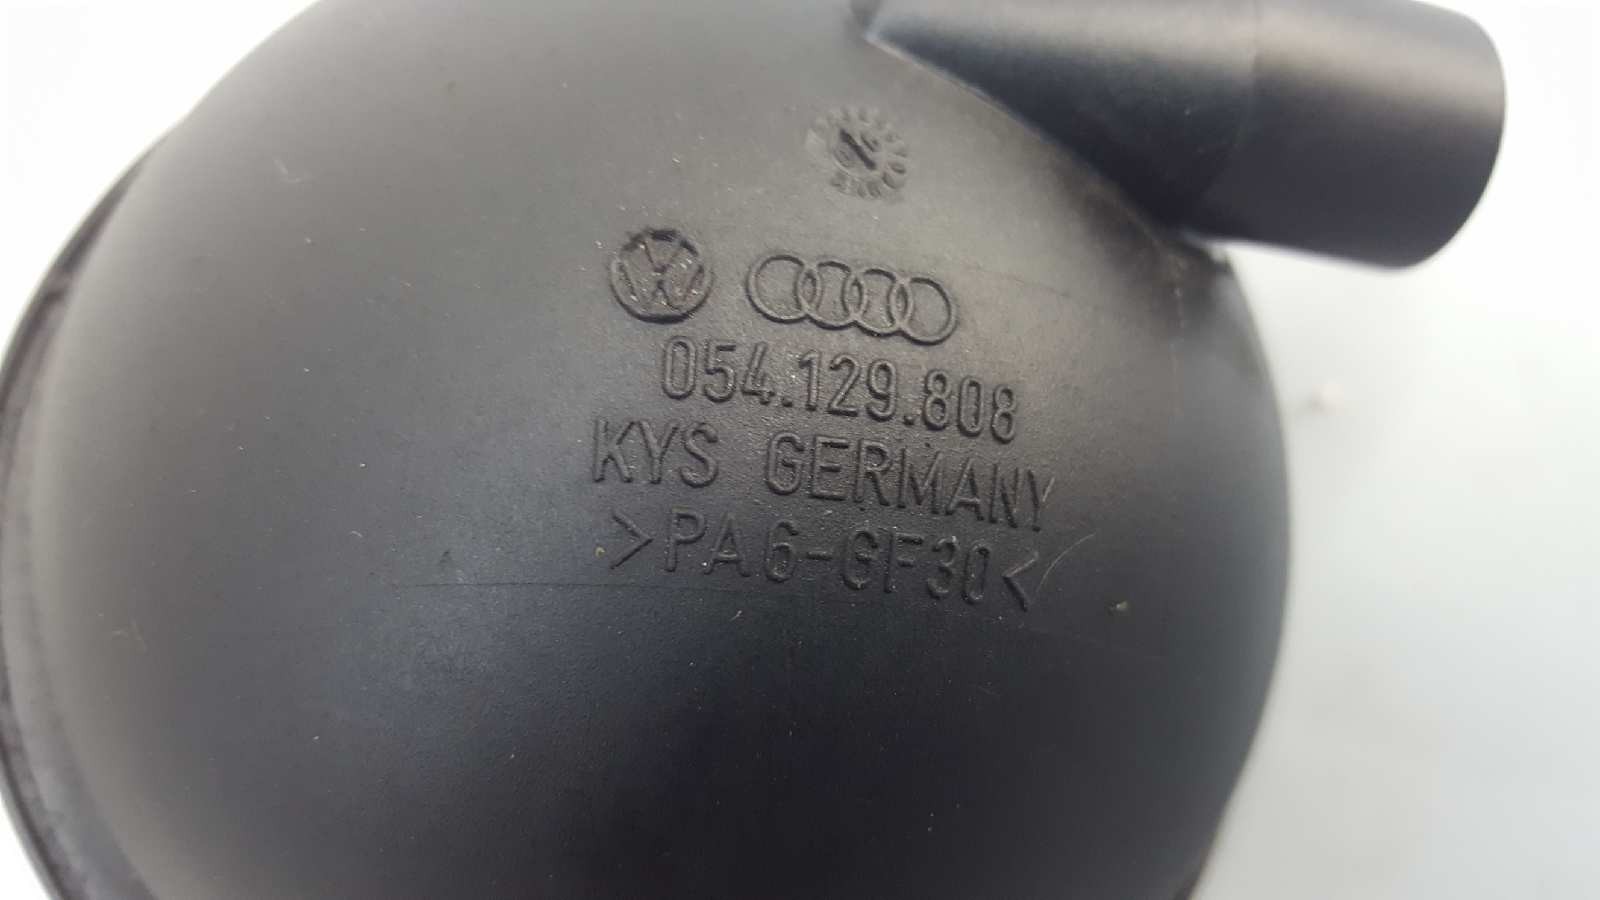 054.129.808
KYS GERMANY
>PA6-GF30<